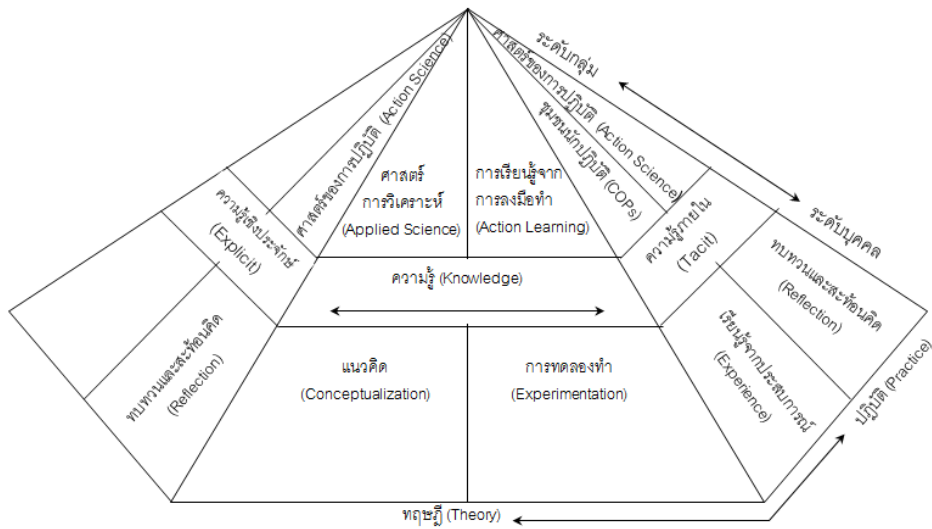 ระดับกลุ่ม
ศาสตร์ของการปฏิบัติ (Action Science)
ศาสตร์ของการปฏิบัติ (Action Science)
ชุมชนนักปฏิบัติ (COPs)
ศาสตร์
การวิเคราะห์
(Applied Science)
การเรียนรู้จาก
การลงมือทำ
(Action Learning)
ความรู้เชิงประจักษ์
(Explicit)
ความรู้ภายใน
(Tacit)
ระดับบุคคล
ความรู้ (Knowledge)
ทบทวนและสะท้อนคิด
(Reflection)
แนวคิด
(Conceptualization)
การทดลองทำ
(Experimentation)
เรียนรู้จากประสบการณ์
(Experience)
ทบทวนและสะท้อนคิด
(Reflection)
ปฏิบัติ (Practice)
ทฤษฎี (Theory)